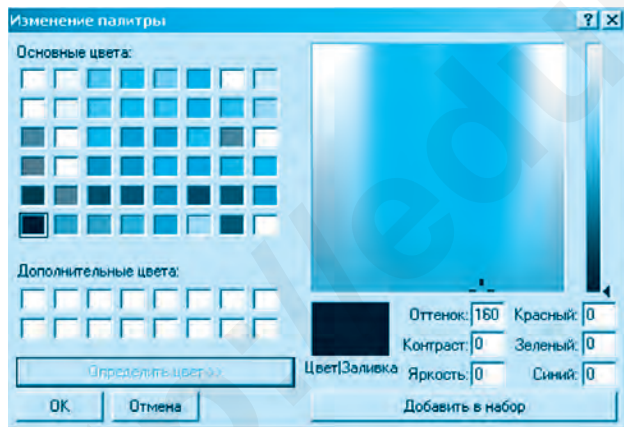 Изменение палитры
Основные цвета:
Дополнительные цвета:
Определить цвет >>
ОК Отмена
Цвет|Заливка
Оттенок: 160 Красный: 0
Контраст: 0 Зеленый: 0
Яркость: 0 Синий: 0
Добавить в набор